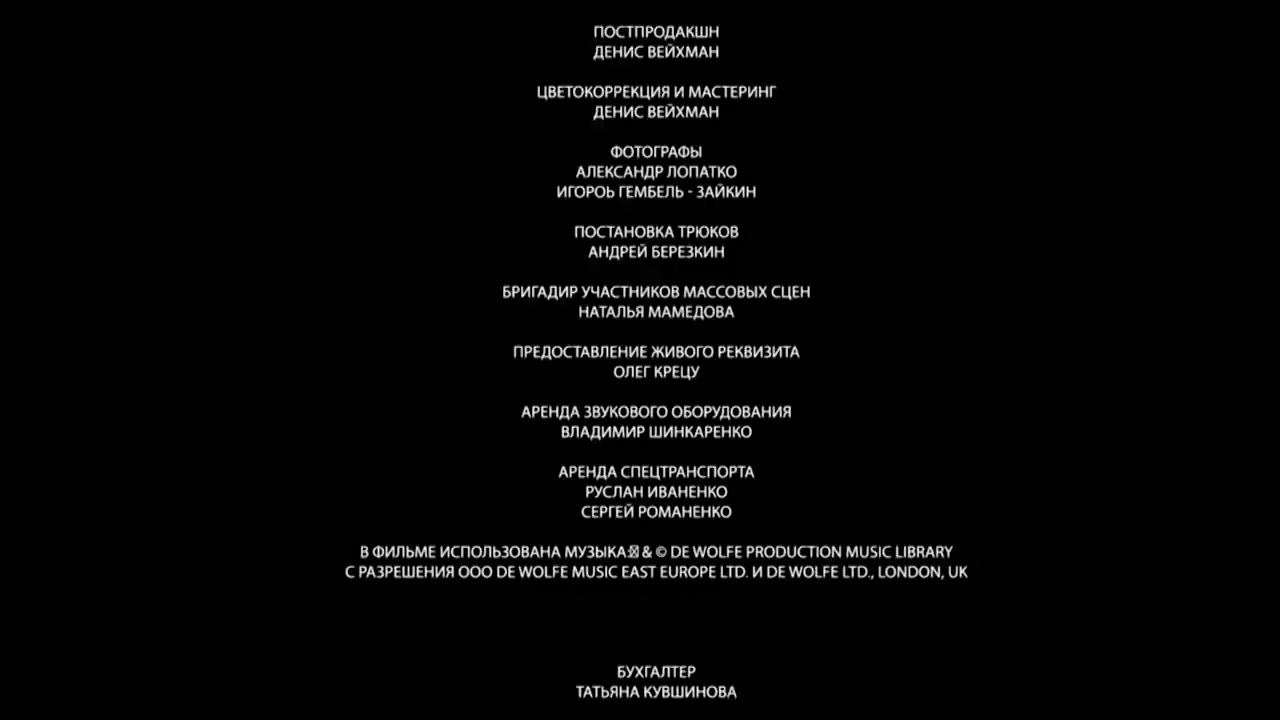 ПОСТПРОДАКШН
ДЕНИС ВЕЙХМАН
ЦВЕТОКОРРЕКЦИЯ И МАСТЕРИНГ
ДЕНИС ВЕЙХМАН
ФОТОГРАФЫ
АЛЕКСАНДР ЛОПАТКО
ИГОРОЬ ГЕМБЕЛЬ - ЗАЙКИН
ПОСТАНОВКА ТРЮКОВ
АНДРЕЙ БЕРЕЗКИН
БРИГАДИР УЧАСТНИКОВ МАССОВЫХ СЦЕН
НАТАЛЬЯ МАМЕДОВА
ПРЕДОСТАВЛЕНИЕ ЖИВОГО РЕКВИЗИТА
ОЛЕГ КРЕЦУ
АРЕНДА ЗВУКОВОГО ОБОРУДОВАНИЯ
ВЛАДИМИР ШИНКАРЕНКО
АРЕНДА СПЕЦТРАНСПОРТА
РУСЛАН ИВАНЕНКО
СЕРГЕЙ РОМАНЕНКО
В ФИЛЬМЕ ИСПОЛЬЗОВАНА МУЗЫКА: & © DE WOLFE PRODUCTION MUSIC LIBRARY
С РАЗРЕШЕНИЯ ООО DE WOLFE MUSIC EAST EUROPE LTD. И DE WOLFE LTD., LONDON, UK
БУХГАЛТЕР
ТАТЬЯНА КУВШИНОВА